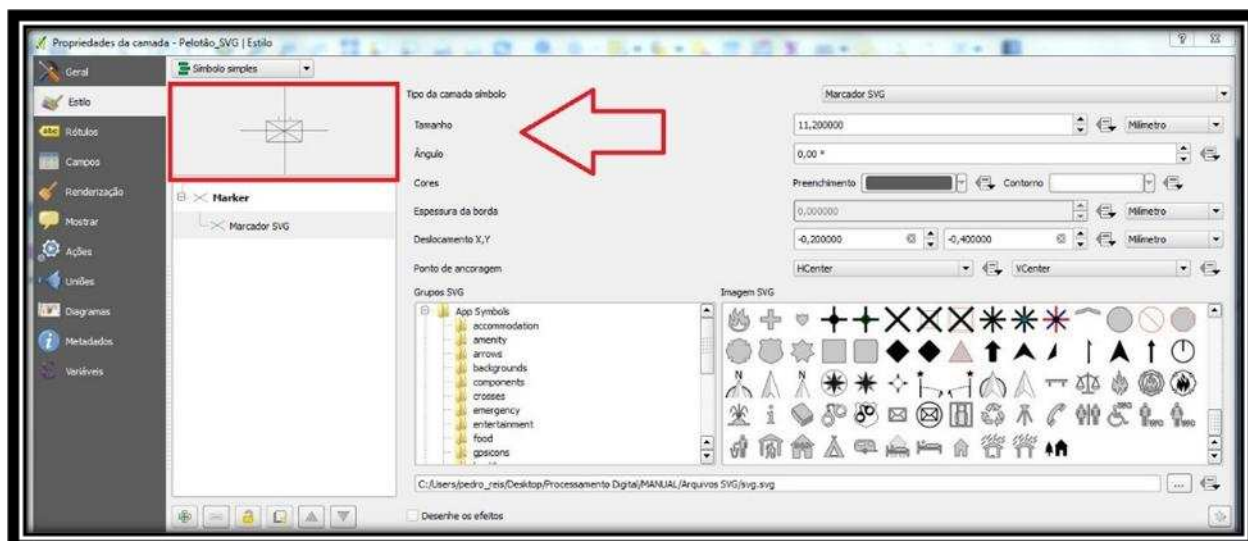 Propriedades da camada - Pelotão_SVG | Estilo
Geral
Estilo
Rótulos
Campos
Renderização
Mostrar
Ações
Uniões
Diagramas
Metadados
Variáveis
Símbolo simples
Marker
Marcador SVG
Tipo da camada símbolo
Marcador SVG
Tamanho
11,200000
Milímetro
Ângulo
0,00 °
Cores
Preenchimento
Contorno
Espessura da borda
0,000000
Milímetro
Deslocamento X,Y
-0,200000
-0,400000
Milímetro
Ponto de ancoragem
HCenter
VCenter
Grupos SVG
App Symbols
accommodation
amenity
arrows
backgrounds
components
crosses
emergency
entertainment
food
gpsicons
Imagem SVG
N
N
C:/Users/pedro_reis/Desktop/Processamento Digital/MANUAL/Arquivos SVG/svg.svg
...
Desenhe os efeitos